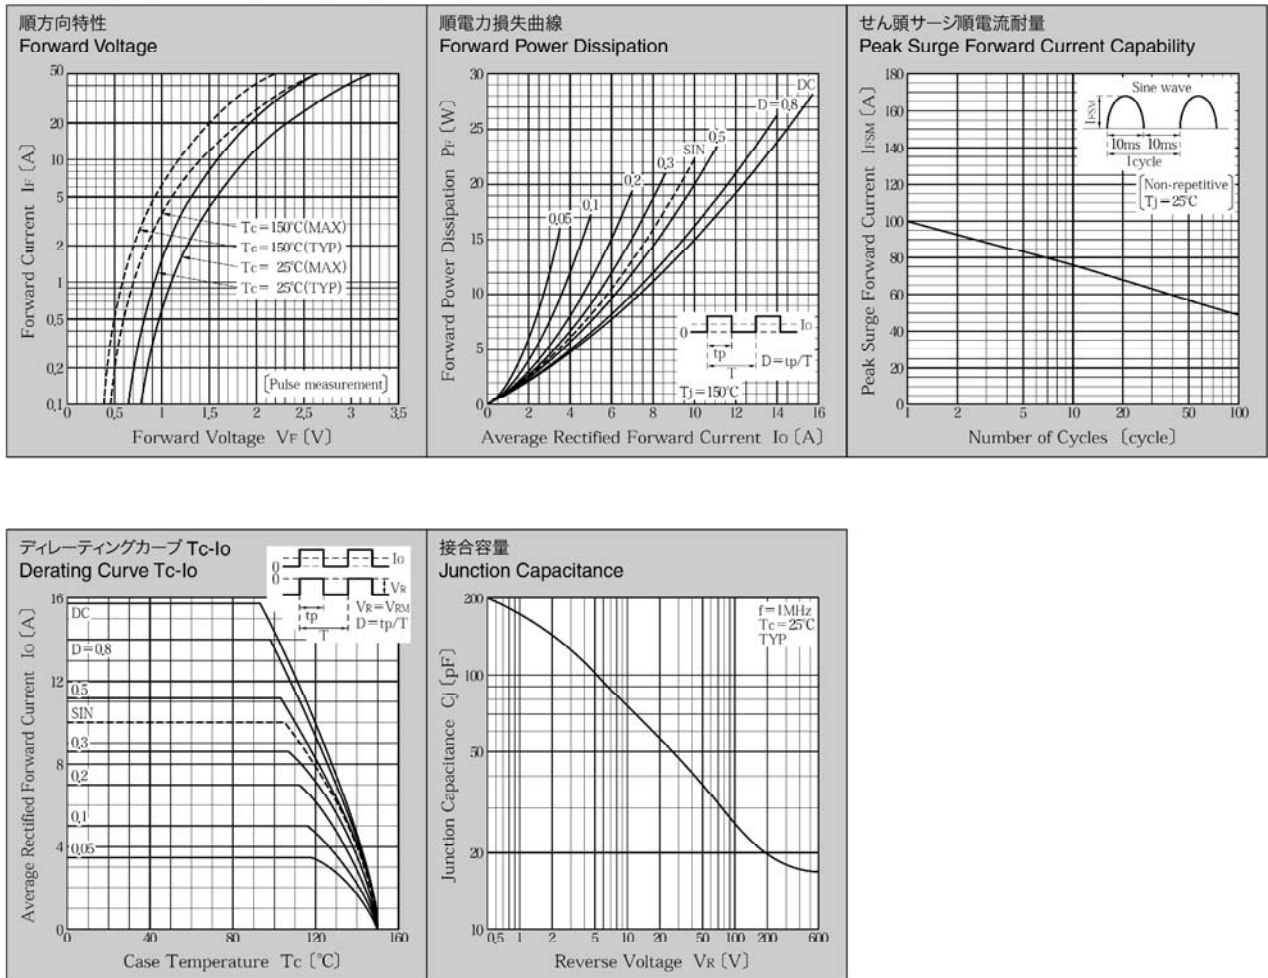 順方向特性
Forward Voltage
Forward Current IF〔A〕
50
20
10
5
2
1
0.5
0.2
0.1
Tc=150℃(MAX)
Tc=150℃(TYP)
Tc= 25℃(MAX)
Tc= 25℃(TYP)
〔Pulse measurement〕
0 0.5 1 1.5 2 2.5 3 3.5
Forward Voltage VF〔V〕
順電力損失曲線
Forward Power Dissipation
Forward Power Dissipation PF〔W〕
30
25
20
15
10
5
0
DC
D=0.8
0.5
SIN
0.3
0.2
0.1
0.05
0
Io
tp
T
D=tp/T
Tj=150℃
0 2 4 6 8 10 12 14 16
Average Rectified Forward Current Io〔A〕
せん頭サージ順電流耐量
Peak Surge Forward Current Capability
Peak Surge Forward Current IFSM〔A〕
180
160
140
120
100
80
60
40
20
0
Sine wave
IFSM
10ms 10ms
1cycle
Non-repetitive
Tj=25℃
1 2 5 10 20 50 100
Number of Cycles〔cycle〕
ディレーティングカーブ Tc-Io
Derating Curve Tc-Io
Average Rectified Forward Current Io〔A〕
16
12
8
4
0
0
Io
0
VR
tp
T
VR=VRM
D=tp/T
DC
D=0.8
0.5
SIN
0.3
0.2
0.1
0.05
0 40 80 120 160
Case Temperature Tc〔℃〕
接合容量
Junction Capacitance
Junction Capacitance Cj〔pF〕
200
100
50
20
10
f=1MHz
Tc=25℃
TYP
0.5 1 2 5 10 20 50 100 200 600
Reverse Voltage VR〔V〕